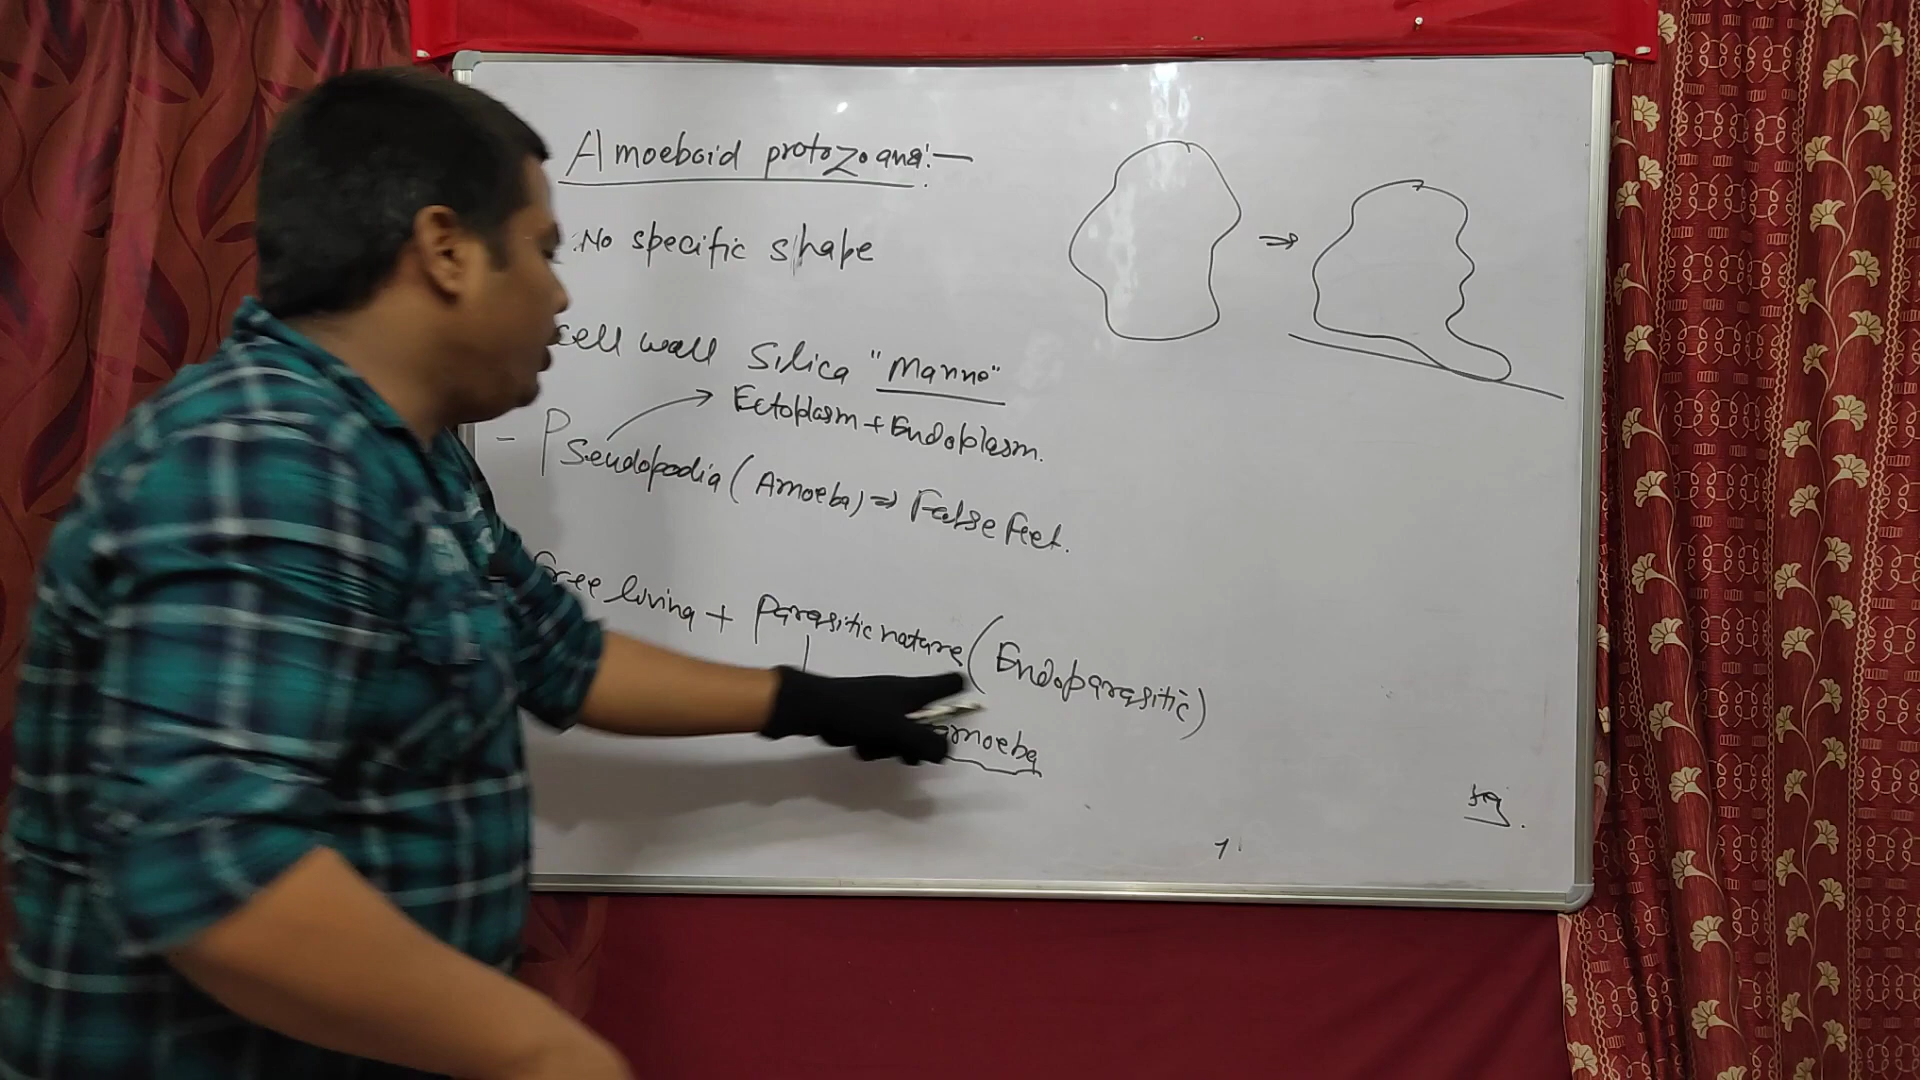 Amoeboid protozoans:-
No specific shape
cell wall Silica "Marine"
Ectoplasm + Endoplasm.
- Pseudopodia (Amoeba) ⇒ False feet.
Free living + Parasitic nature (Endoparasitic)
amoeba